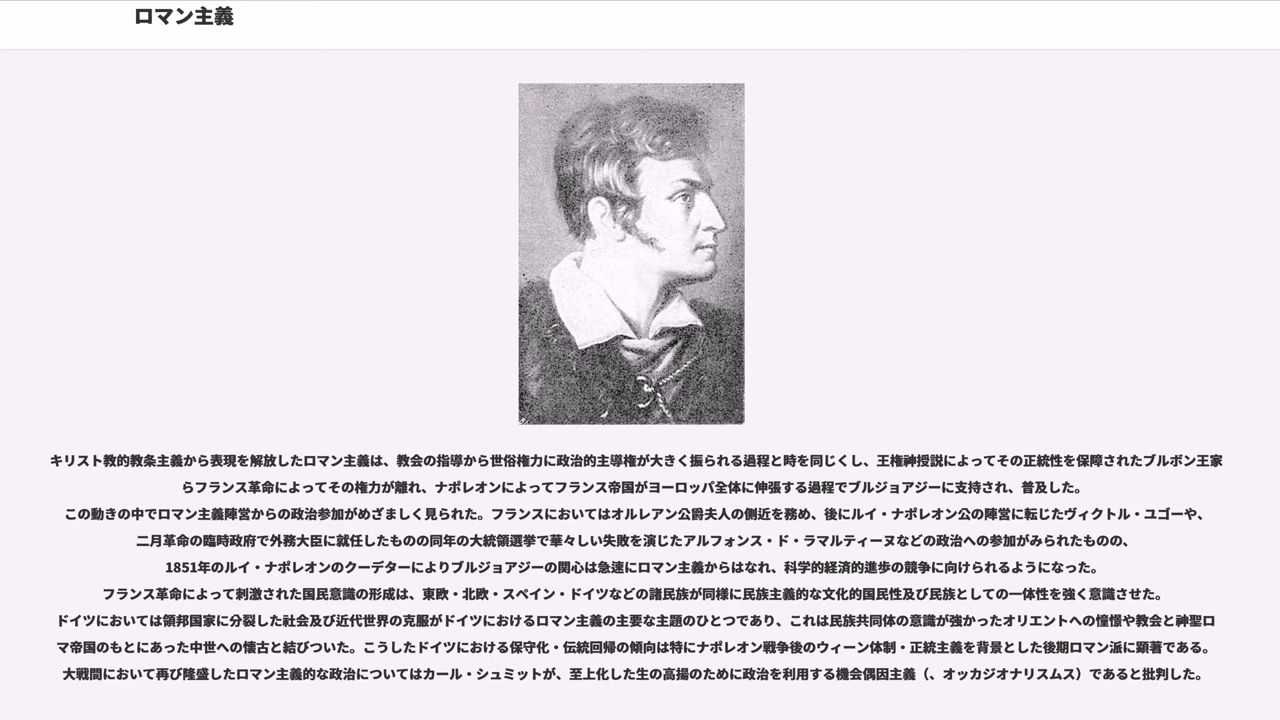 ロマン主義
キリスト教的教条主義から表現を解放したロマン主義は、教会の指導から世俗権力に政治的主導権が大きく振られる過程と時を同じくし、王権神授説によってその正統性を保障されたブルボン王家
らフランス革命によってその権力が離れ、ナポレオンによってフランス帝国がヨーロッパ全体に伸張する過程でブルジョアジーに支持され、普及した。
この動きの中でロマン主義陣営からの政治参加がめざましく見られた。フランスにおいてはオルレアン公爵夫人の側近を務め、後にルイ・ナポレオン公の陣営に転じたヴィクトル・ユゴーや、
二月革命の臨時政府で外務大臣に就任したものの同年の大統領選挙で華々しい失敗を演じたアルフォンス・ド・ラマルティーヌなどの政治への参加がみられたものの、
1851年のルイ・ナポレオンのクーデターによりブルジョアジーの関心は急速にロマン主義からはなれ、科学的経済的進歩の競争に向けられるようになった。
フランス革命によって刺激された国民意識の形成は、東欧・北欧・スペイン・ドイツなどの諸民族が同様に民族主義的な文化的国民性及び民族としての一体性を強く意識させた。
ドイツにおいては領邦国家に分裂した社会及び近代世界の克服がドイツにおけるロマン主義の主要な主題のひとつであり、これは民族共同体の意識が強かったオリエントへの憧憬や教会と神聖ロ
マ帝国のもとにあった中世への懐古と結びついた。こうしたドイツにおける保守化・伝統回帰の傾向は特にナポレオン戦争後のウィーン体制・正統主義を背景とした後期ロマン派に顕著である。
大戦間において再び隆盛したロマン主義的な政治についてはカール・シュミットが、至上化した生の高揚のために政治を利用する機会偶因主義（、オッカジオナリスムス）であると批判した。